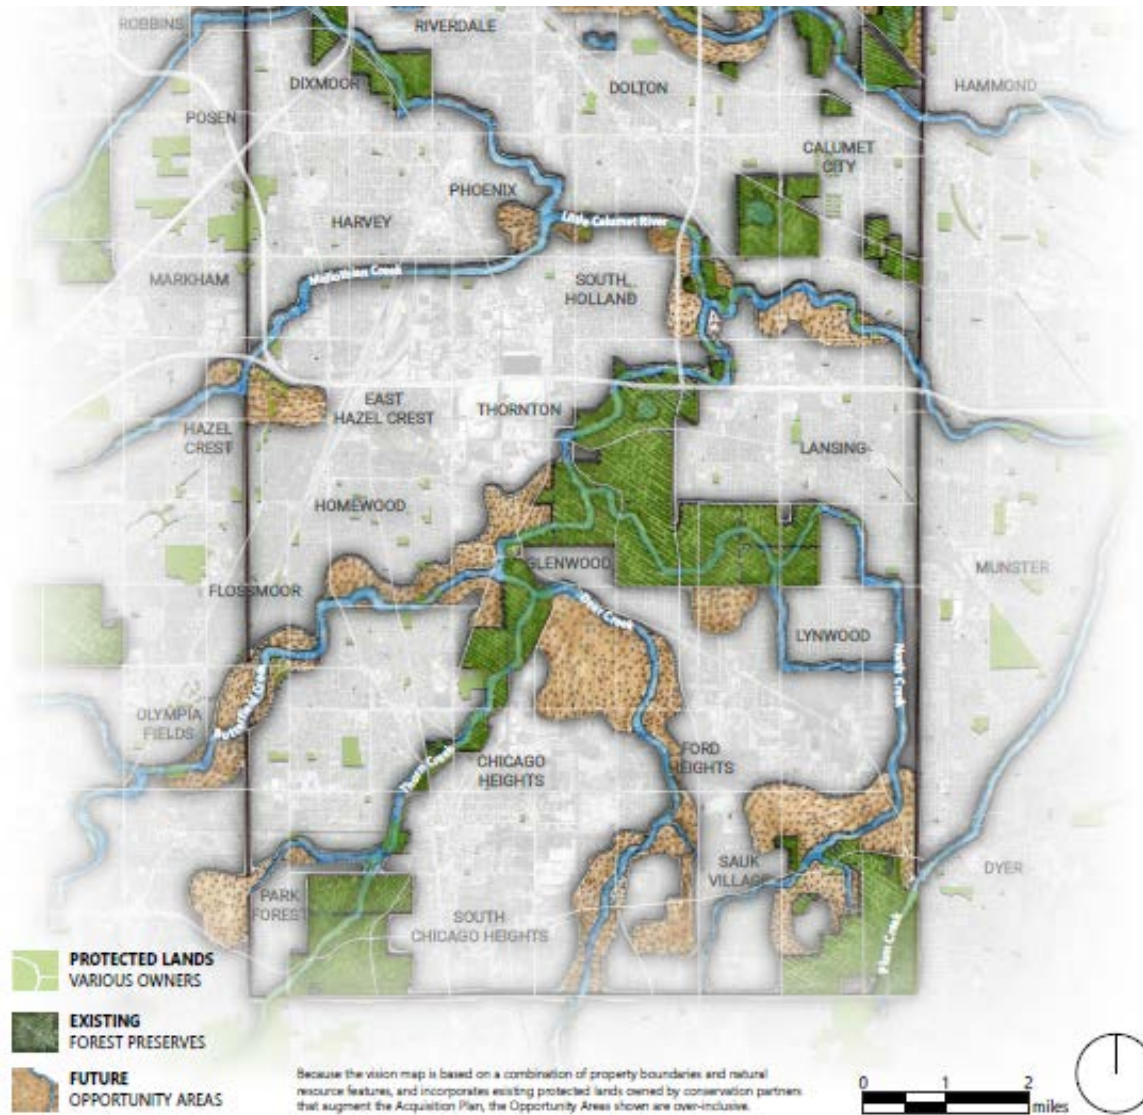 ROBBINS
RIVERDALE
DIXMOOR
DOLTON
HAMMOND
POSEN
CALUMET
CITY
PHOENIX
HARVEY
Little Calumet River
MARKHAM
Midlothian Creek
SOUTH
HOLLAND
EAST
HAZEL CREST
THORNTON
HAZEL
CREST
LANSING
HOMEWOOD
GLENWOOD
MUNSTER
FLOSSMOOR
Deer Creek
LYNWOOD
North Creek
OLYMPIA
FIELDS
Butterfield Creek
FORD
HEIGHTS
CHICAGO
HEIGHTS
Thorn Creek
SAUK
VILLAGE
DYER
PARK
FOREST
SOUTH
CHICAGO HEIGHTS
Plum Creek
PROTECTED LANDS
VARIOUS OWNERS
EXISTING
FOREST PRESERVES
FUTURE
OPPORTUNITY AREAS
Because the vision map is based on a combination of property boundaries and natural
resource features, and incorporates existing protected lands owned by conservation partners
that augment the Acquisition Plan, the Opportunity Areas shown are over-inclusive.
0 1 2
miles